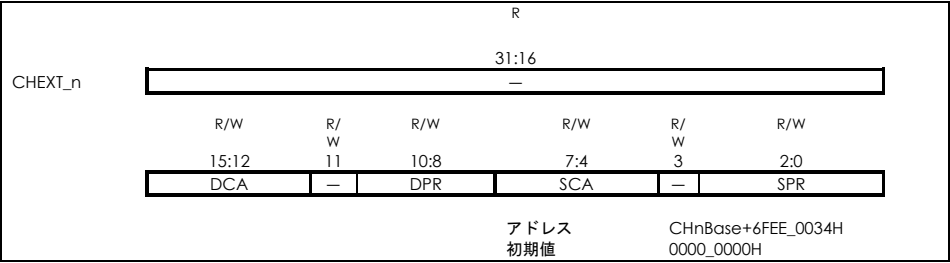 R
31:16
CHEXT_n
—
R/W R/W R/W R/W R/W R/W
15:12 11 10:8 7:4 3 2:0
DCA — DPR SCA — SPR
アドレス CHnBase+6FEE_0034H
初期値 0000_0000H